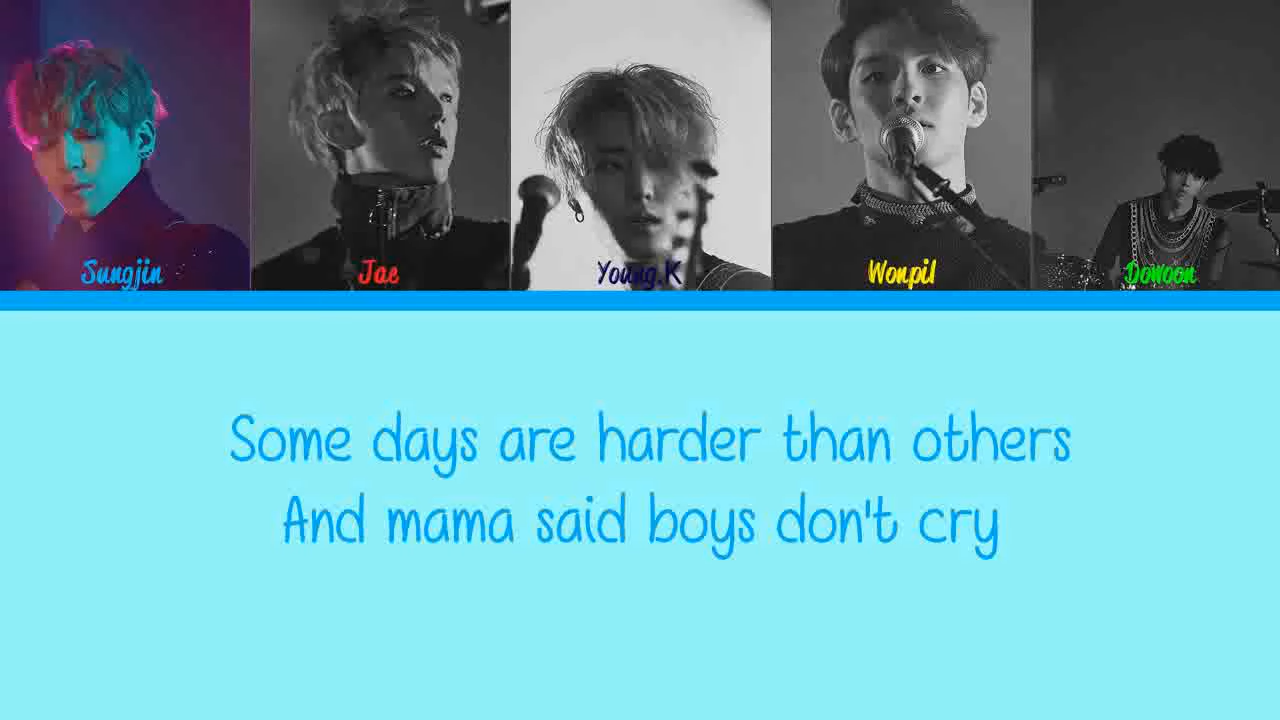 Sungjin
Jae
Young.K
Wonpil
Dowoon
Some days are harder than others
And mama said boys don't cry